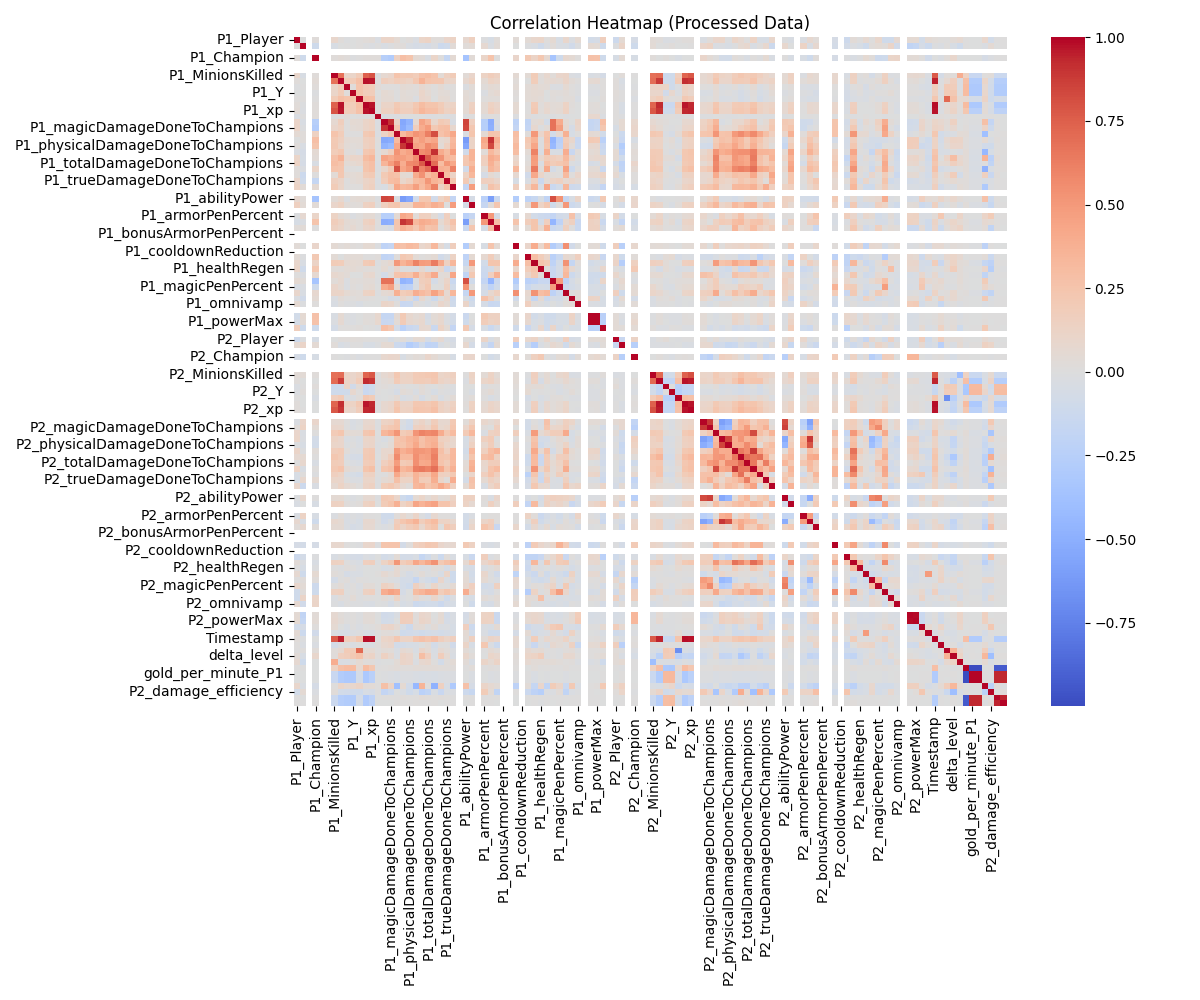 Correlation Heatmap (Processed Data)
P1_Player
P1_Champion
P1_MinionsKilled
P1_Y
P1_xp
P1_magicDamageDoneToChampions
P1_physicalDamageDoneToChampions
P1_totalDamageDoneToChampions
P1_trueDamageDoneToChampions
P1_abilityPower
P1_armorPenPercent
P1_bonusArmorPenPercent
P1_cooldownReduction
P1_healthRegen
P1_magicPenPercent
P1_omnivamp
P1_powerMax
P2_Player
P2_Champion
P2_MinionsKilled
P2_Y
P2_xp
P2_magicDamageDoneToChampions
P2_physicalDamageDoneToChampions
P2_totalDamageDoneToChampions
P2_trueDamageDoneToChampions
P2_abilityPower
P2_armorPenPercent
P2_bonusArmorPenPercent
P2_cooldownReduction
P2_healthRegen
P2_magicPenPercent
P2_omnivamp
P2_powerMax
Timestamp
delta_level
gold_per_minute_P1
P2_damage_efficiency
P1_Player
P1_Champion
P1_MinionsKilled
P1_Y
P1_xp
P1_magicDamageDoneToChampions
P1_physicalDamageDoneToChampions
P1_totalDamageDoneToChampions
P1_trueDamageDoneToChampions
P1_abilityPower
P1_armorPenPercent
P1_bonusArmorPenPercent
P1_cooldownReduction
P1_healthRegen
P1_magicPenPercent
P1_omnivamp
P1_powerMax
P2_Player
P2_Champion
P2_MinionsKilled
P2_Y
P2_xp
P2_magicDamageDoneToChampions
P2_physicalDamageDoneToChampions
P2_totalDamageDoneToChampions
P2_trueDamageDoneToChampions
P2_abilityPower
P2_armorPenPercent
P2_bonusArmorPenPercent
P2_cooldownReduction
P2_healthRegen
P2_magicPenPercent
P2_omnivamp
P2_powerMax
Timestamp
delta_level
gold_per_minute_P1
P2_damage_efficiency
1.00
0.75
0.50
0.25
0.00
−0.25
−0.50
−0.75